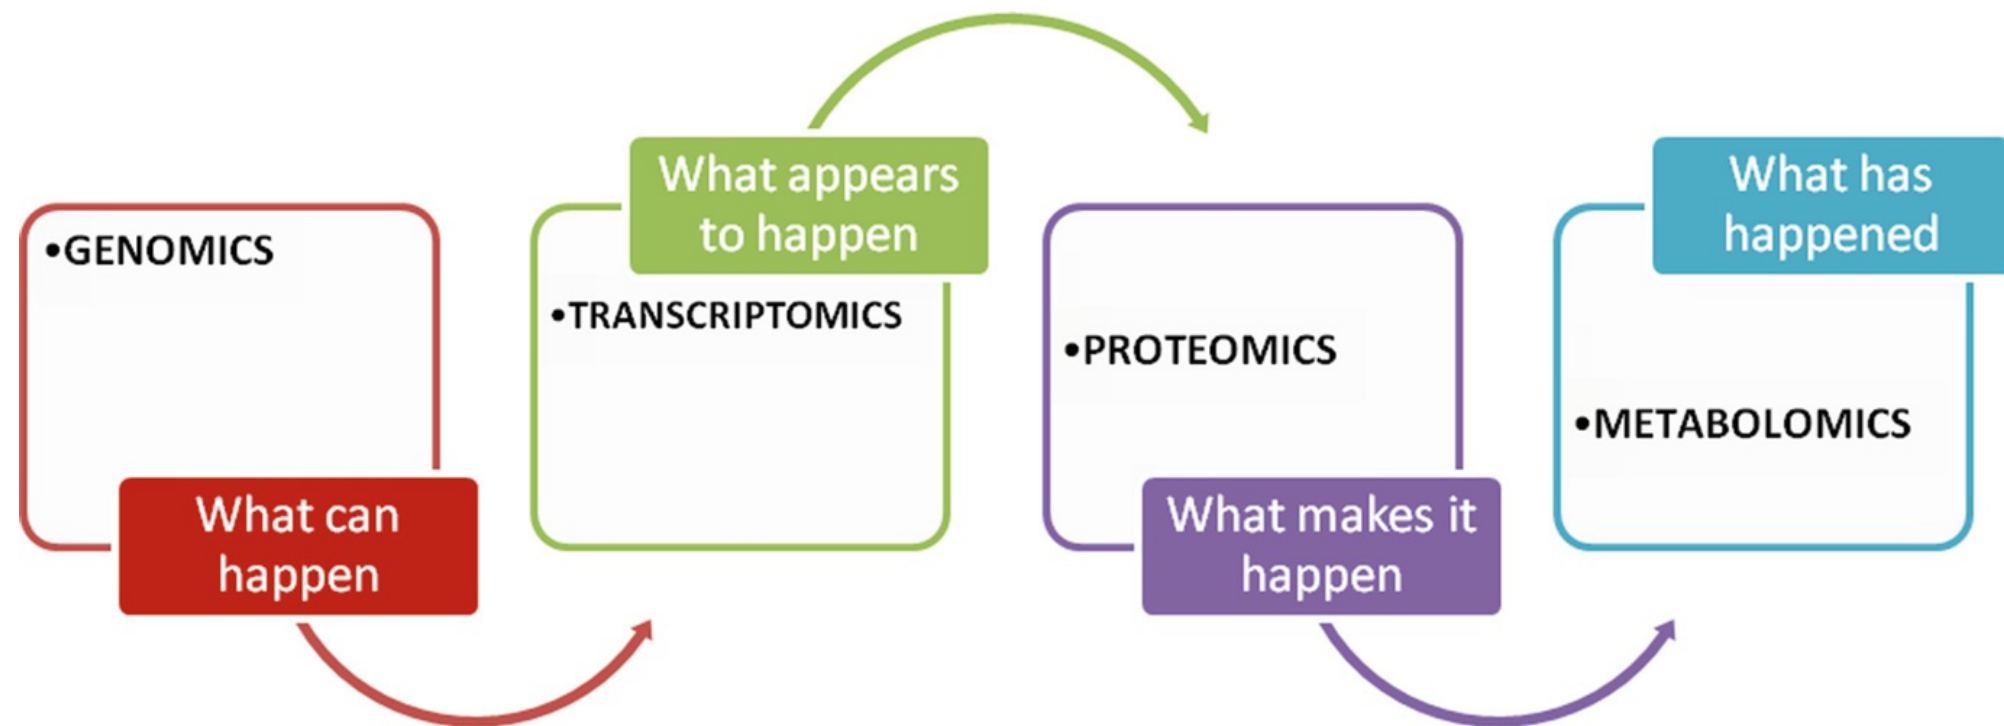 •GENOMICS
What can
happen
What appears
to happen
•TRANSCRIPTOMICS
•PROTEOMICS
What makes it
happen
What has
happened
•METABOLOMICS